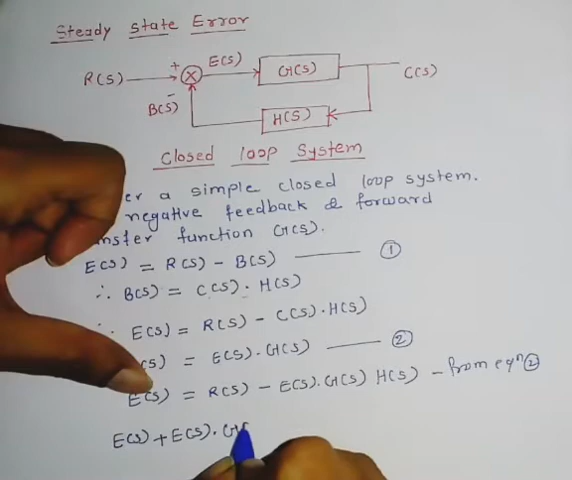 Steady state Error
R(S) + E(S) G(S) C(S)
B(S) -
H(S)
Closed loop System
er a simple closed loop system.
negative feedback & forward
nsfer function G(S).
E(S) = R(S) - B(S) ——— ①
∴ B(S) = C(S). H(S)
∴ E(S) = R(S) - C(S).H(S)
(S) = E(S).G(S) ——— ②
E(S) = R(S) - E(S).G(S) H(S) - from eqⁿ ②
E(S) + E(S). G(